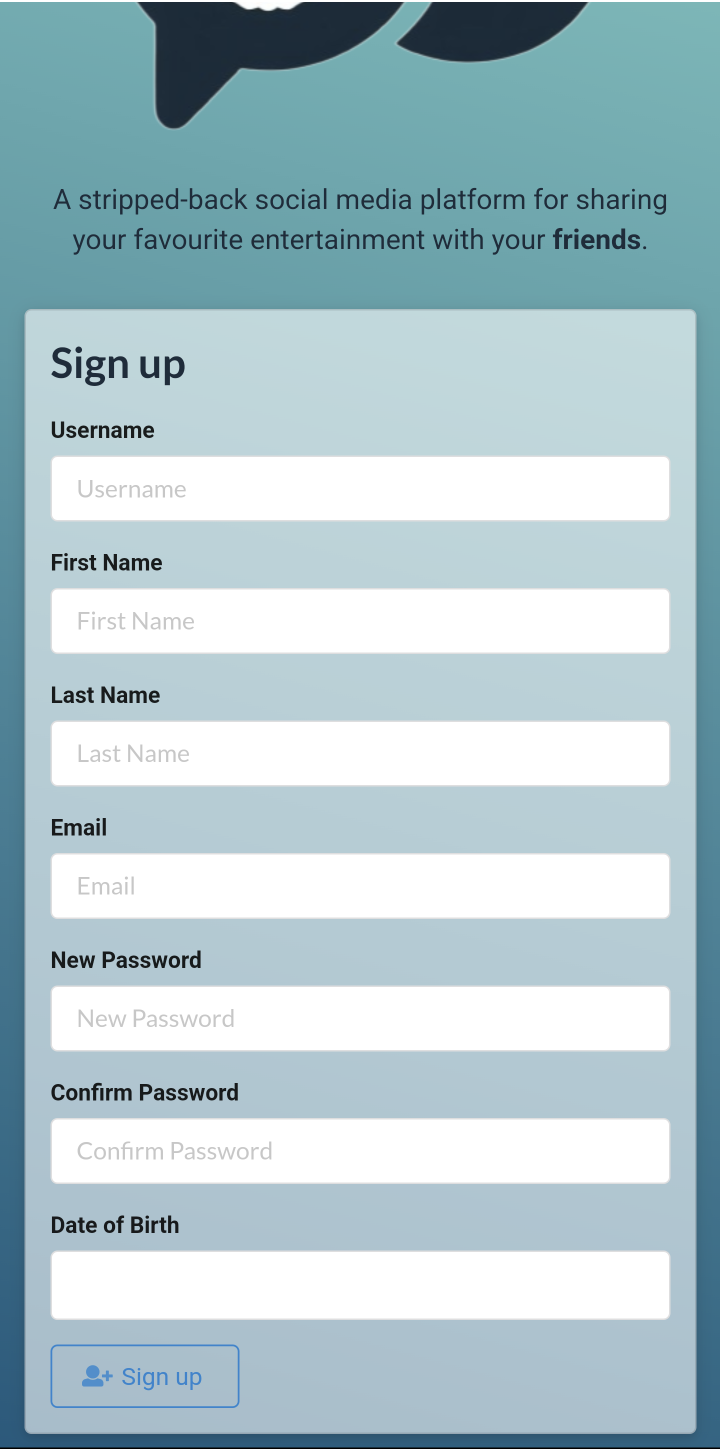 A stripped-back social media platform for sharing
your favourite entertainment with your friends.
Sign up
Username
Username
First Name
First Name
Last Name
Last Name
Email
Email
New Password
New Password
Confirm Password
Confirm Password
Date of Birth
Sign up